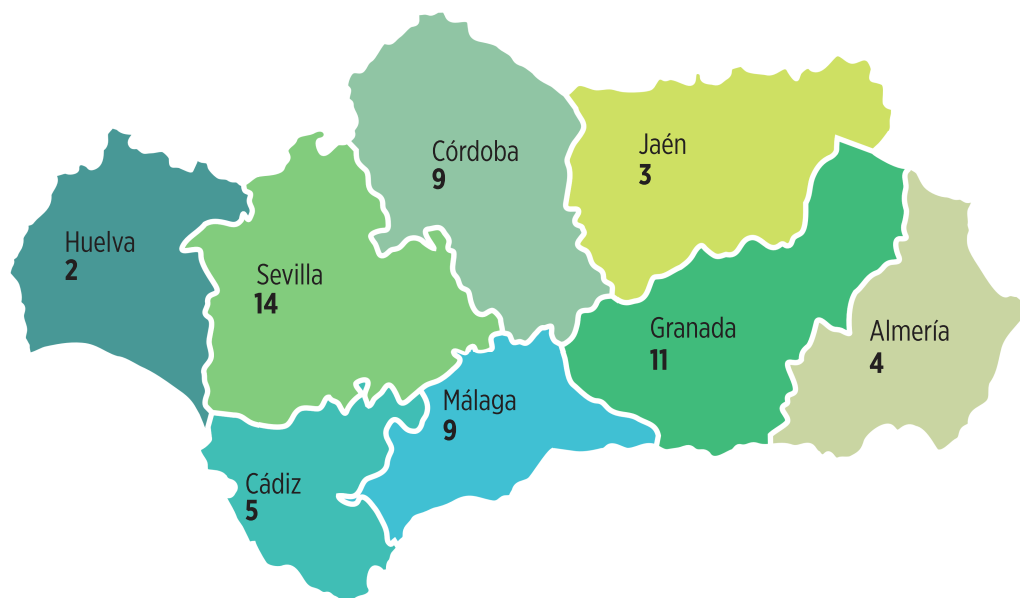 Córdoba
9
Jaén
3
Huelva
2
Sevilla
14
Granada
11
Almería
4
Málaga
9
Cádiz
5